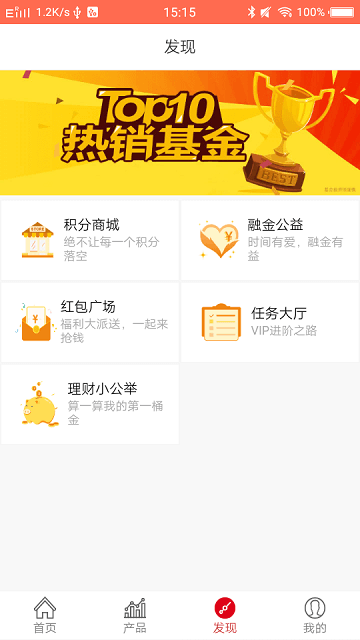 1.2K/s
15:15
100%
发现
Top10
热销基金
BEST
积分商城
绝不让每一个积分
落空
融金公益
时间有爱，融金有
益
红包广场
福利大派送，一起来
抢钱
任务大厅
VIP进阶之路
理财小公举
算一算我的第一桶
金
首页
产品
发现
我的